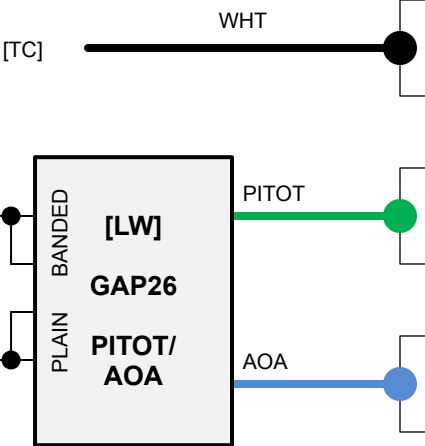 WHT
[TC]
BANDED
[LW]
PITOT
GAP26
PLAIN
PITOT/
AOA
AOA